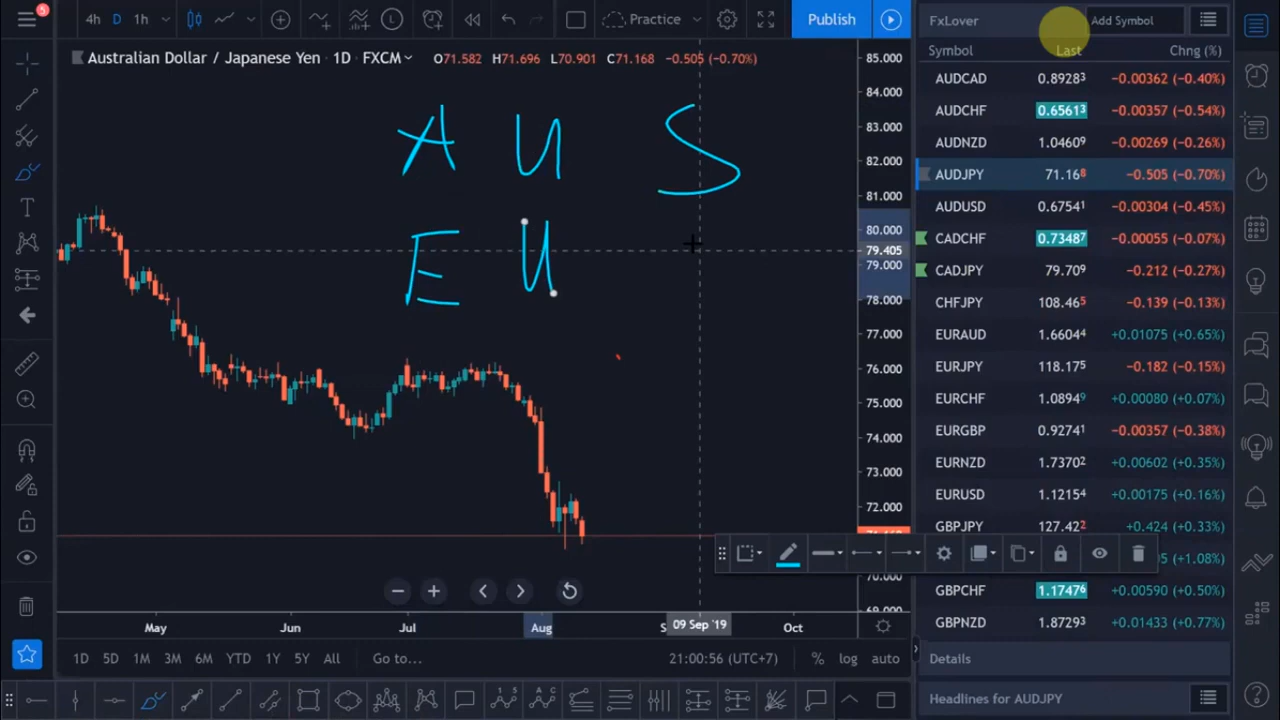 4h D 1h Practice Publish FxLover Add Symbol
Australian Dollar / Japanese Yen · 1D · FXCM O71.582 H71.696 L70.901 C71.168 -0.505 (-0.70%)
A U S
E U
85.000
84.000
83.000
82.000
81.000
80.000
79.405
79.000
78.000
77.000
76.000
75.000
74.000
73.000
72.000
70.000
69.000
May Jun Jul Aug 09 Sep '19 Oct
1D 5D 1M 3M 6M YTD 1Y 5Y All Go to... 21:00:56 (UTC+7) % log auto
Symbol Last Chng (%)
AUDCAD 0.89283 -0.00362 (-0.40%)
AUDCHF 0.65613 -0.00357 (-0.54%)
AUDNZD 1.04609 -0.00269 (-0.26%)
AUDJPY 71.168 -0.505 (-0.70%)
AUDUSD 0.67541 -0.00304 (-0.45%)
CADCHF 0.73487 -0.00055 (-0.07%)
CADJPY 79.709 -0.212 (-0.27%)
CHFJPY 108.465 -0.139 (-0.13%)
EURAUD 1.66044 +0.01075 (+0.65%)
EURJPY 118.175 -0.182 (-0.15%)
EURCHF 1.08949 +0.00080 (+0.07%)
EURGBP 0.92741 -0.00357 (-0.38%)
EURNZD 1.73702 +0.00602 (+0.35%)
EURUSD 1.12154 +0.00175 (+0.16%)
GBPJPY 127.422 +0.424 (+0.33%)
95 (+1.08%)
GBPCHF 1.17476 +0.00590 (+0.50%)
GBPNZD 1.87293 +0.01433 (+0.77%)
Details
Headlines for AUDJPY